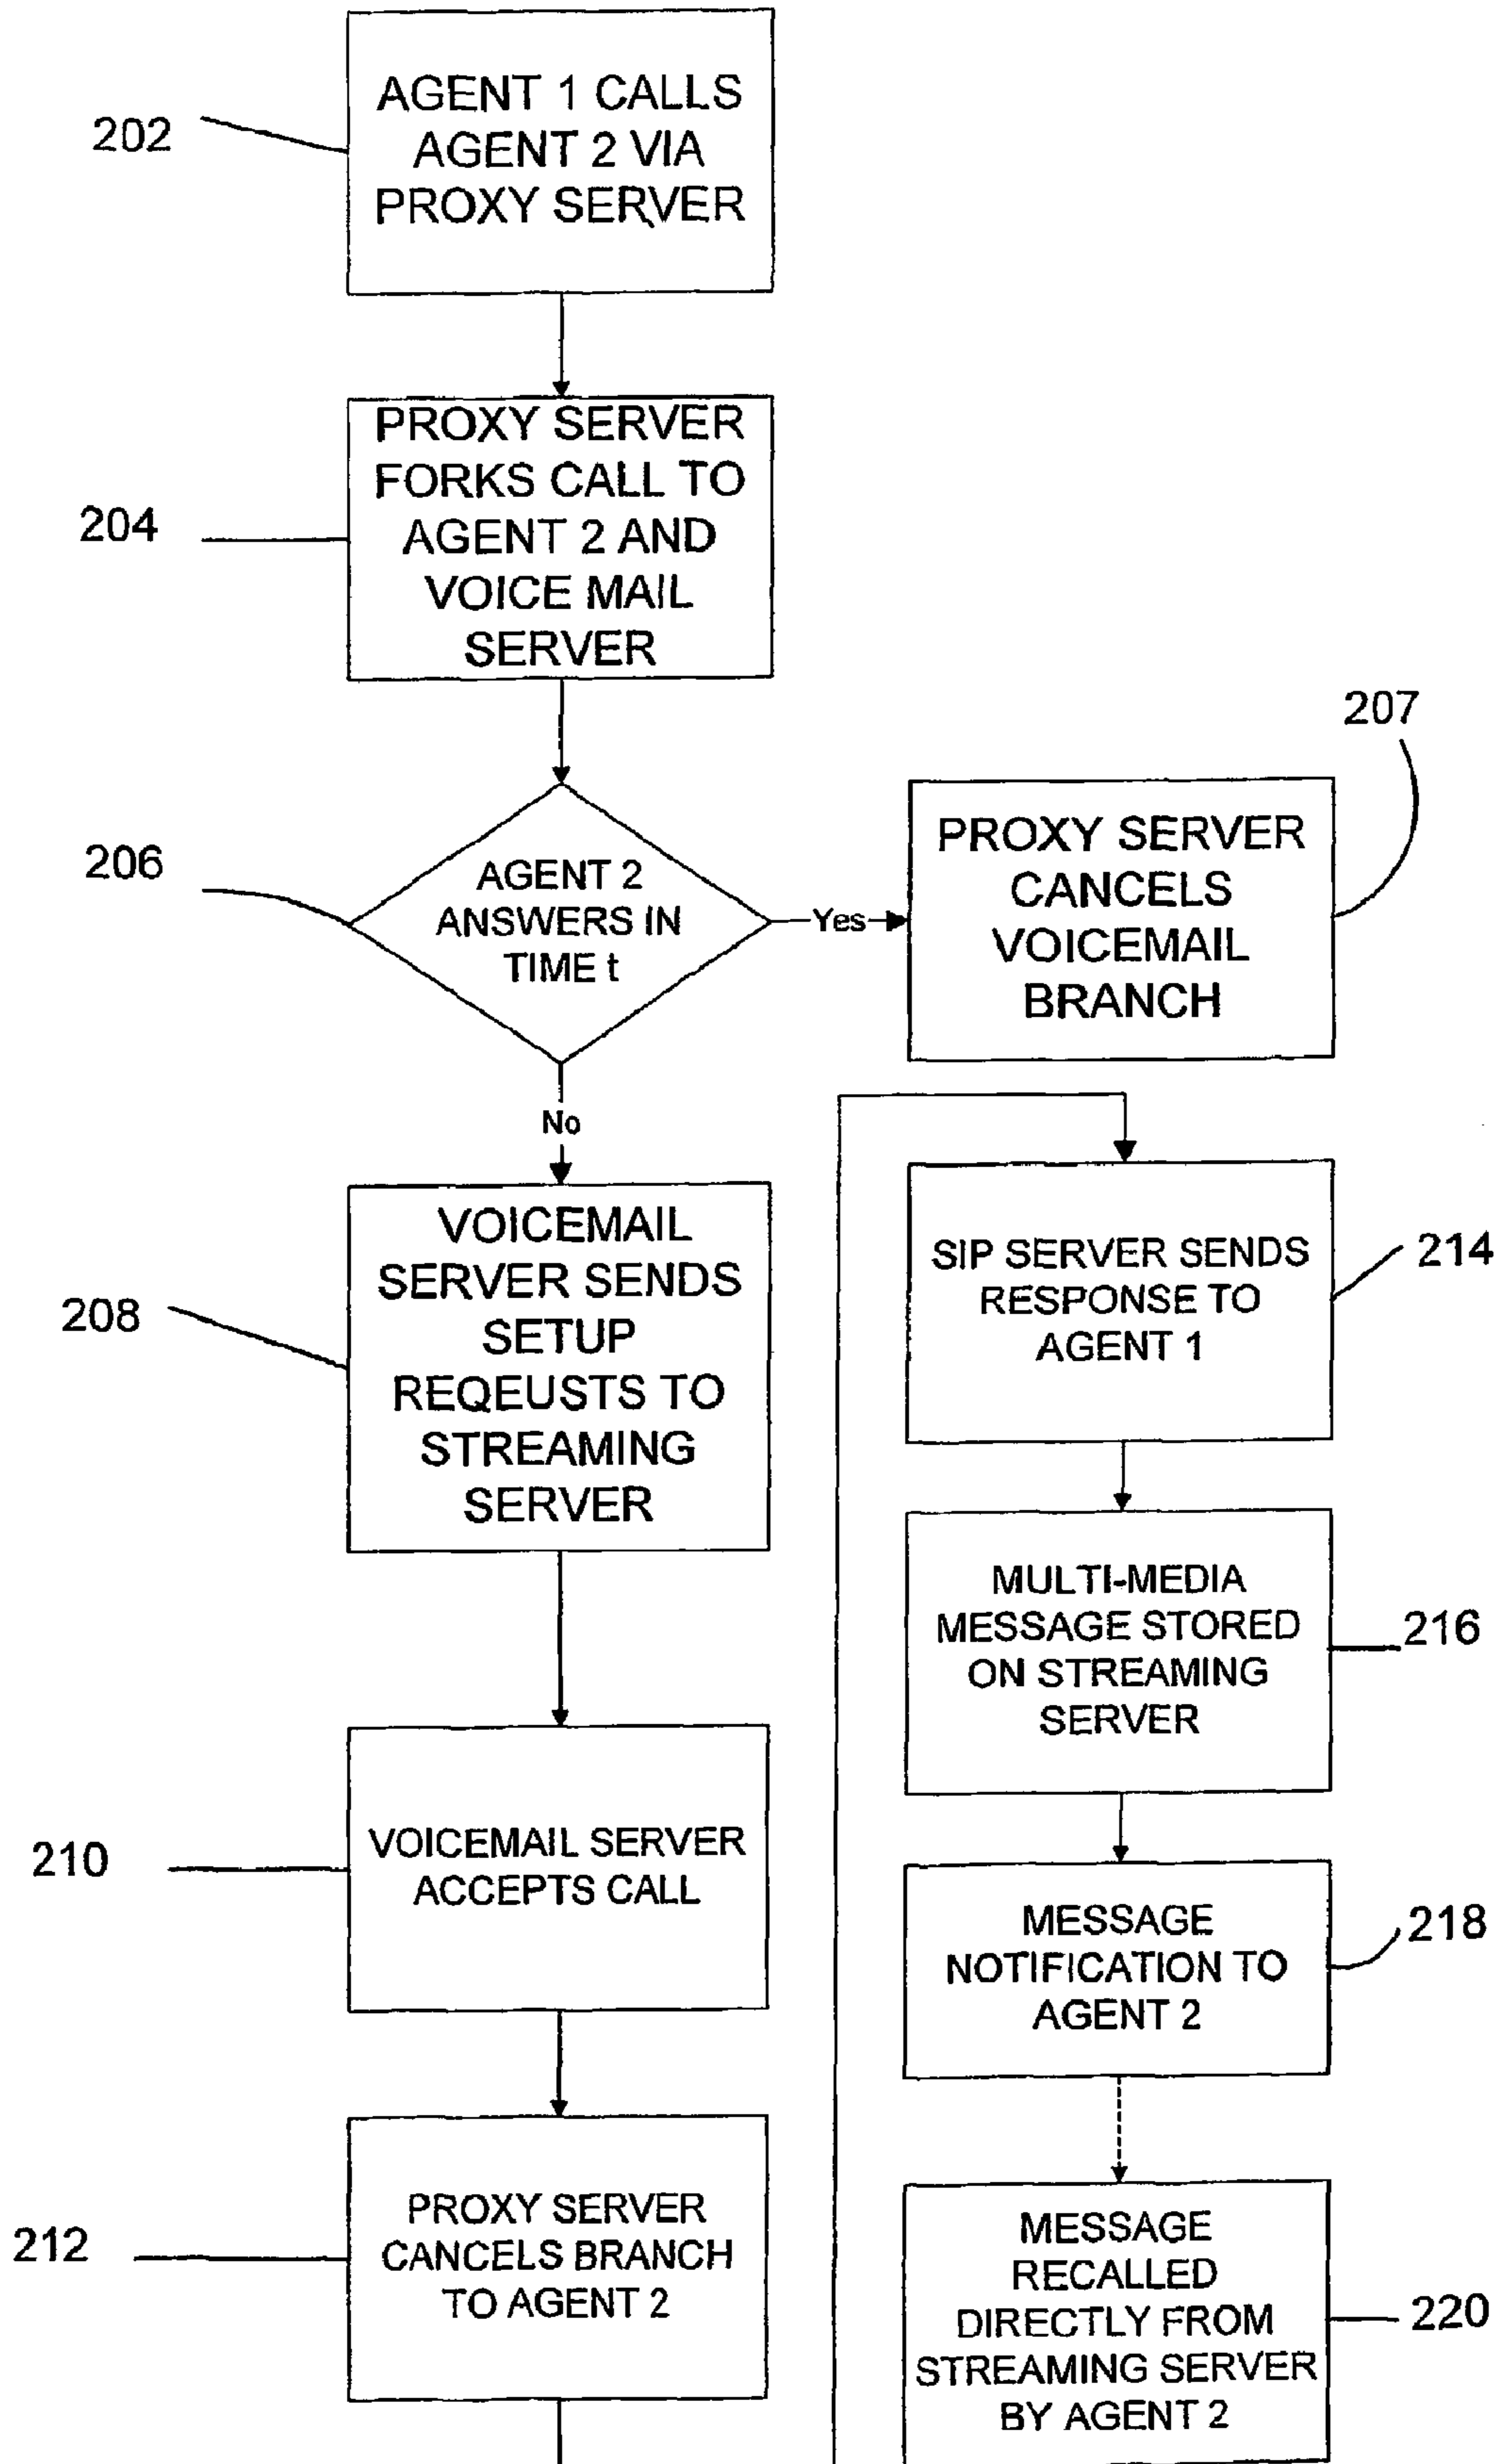 202
AGENT 1 CALLS
AGENT 2 VIA
PROXY SERVER
204
PROXY SERVER
FORKS CALL TO
AGENT 2 AND
VOICE MAIL
SERVER
206
AGENT 2
ANSWERS IN
TIME t
Yes
207
PROXY SERVER
CANCELS
VOICEMAIL
BRANCH
No
208
VOICEMAIL
SERVER SENDS
SETUP
REQEUSTS TO
STREAMING
SERVER
210
VOICEMAIL SERVER
ACCEPTS CALL
212
PROXY SERVER
CANCELS BRANCH
TO AGENT 2
SIP SERVER SENDS
RESPONSE TO
AGENT 1
214
MULTI-MEDIA
MESSAGE STORED
ON STREAMING
SERVER
216
MESSAGE
NOTIFICATION TO
AGENT 2
218
MESSAGE
RECALLED
DIRECTLY FROM
STREAMING SERVER
BY AGENT 2
220